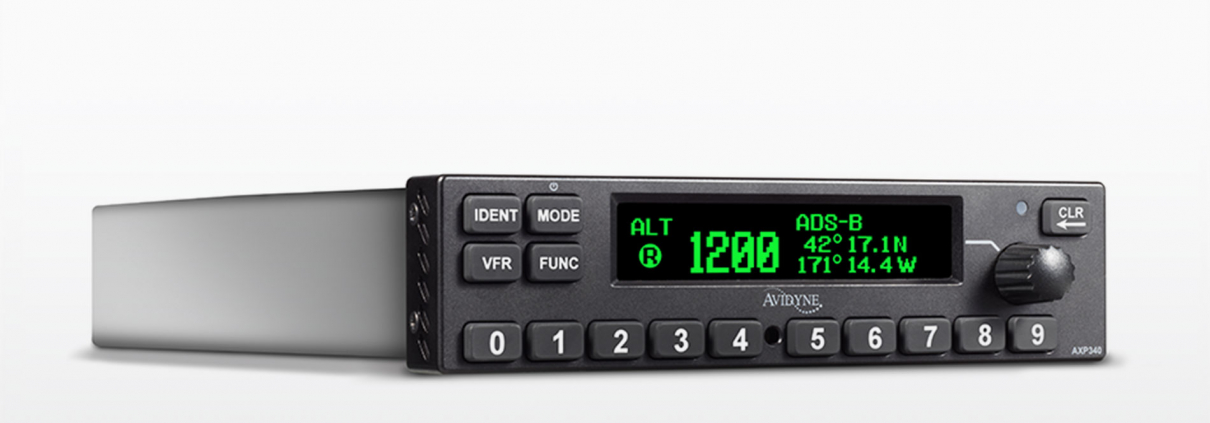 IDENT
MODE
VFR
FUNC
ALT
R
1200
ADS-B
42° 17.1N
171° 14.4W
CLR
AVIDYNE
0 1 2 3 4 5 6 7 8 9
AXP340